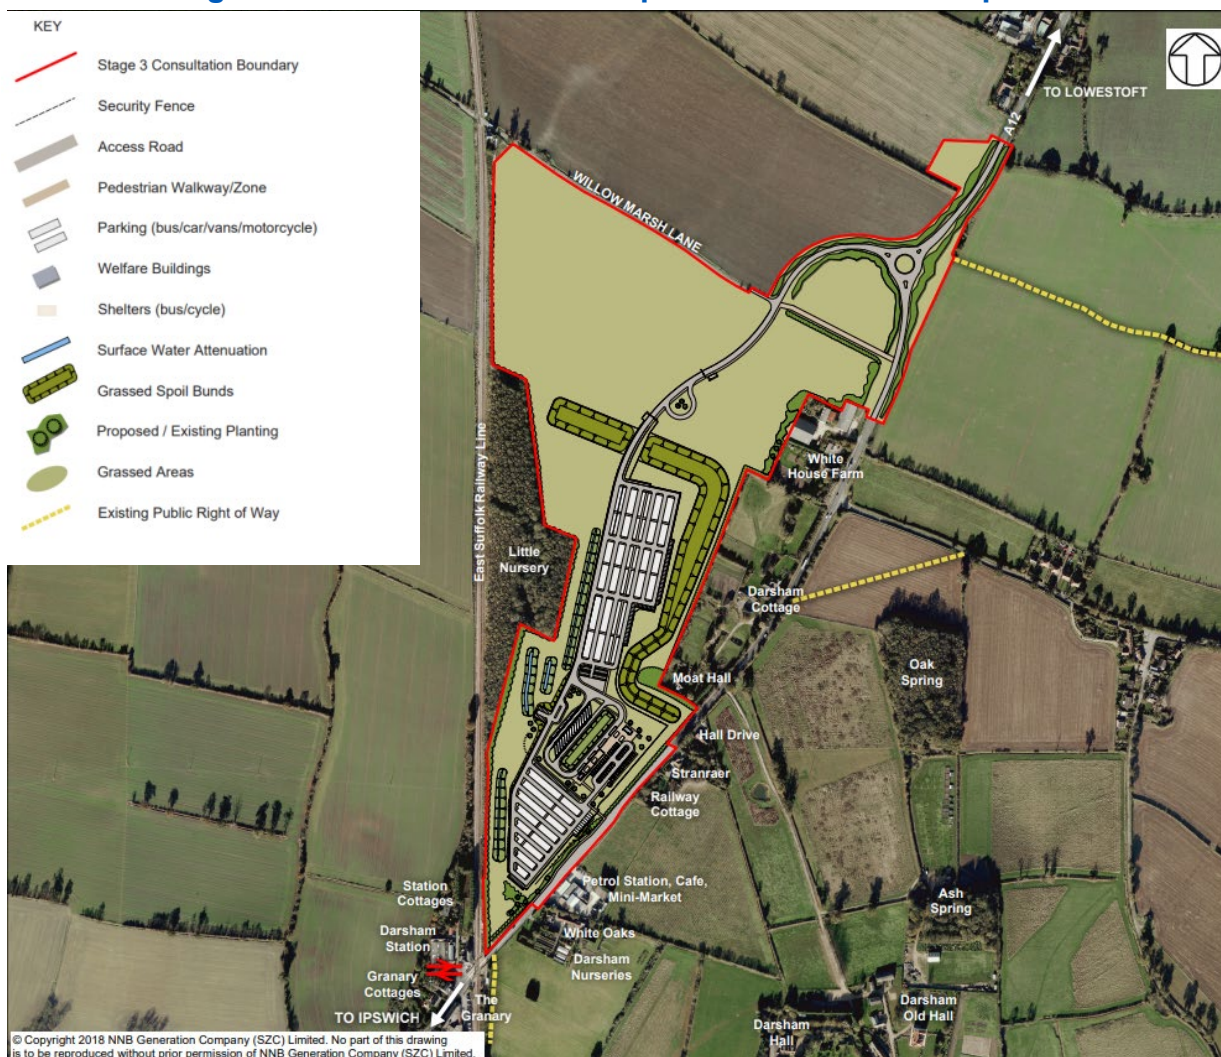 KEY
Stage 3 Consultation Boundary
Security Fence
Access Road
Pedestrian Walkway/Zone
Parking (bus/car/vans/motorcycle)
Welfare Buildings
Shelters (bus/cycle)
Surface Water Attenuation
Grassed Spoil Bunds
Proposed / Existing Planting
Grassed Areas
Existing Public Right of Way
TO LOWESTOFT
A12
WILLOW MARSH LANE
East Suffolk Railway Line
White
House Farm
Little
Nursery
Darsham
Cottage
Oak
Spring
Moat Hall
Hall Drive
Stranraer
Railway
Cottage
Petrol Station, Cafe,
Mini-Market
Station
Cottages
Ash
Spring
Darsham
Station
White Oaks
Darsham
Nurseries
Granary
Cottages
The
Granary
TO IPSWICH
Darsham
Old Hall
Darsham
Hall
© Copyright 2018 NNB Generation Company (SZC) Limited. No part of this drawing
is to be reproduced without prior permission of NNB Generation Company (SZC) Limited.